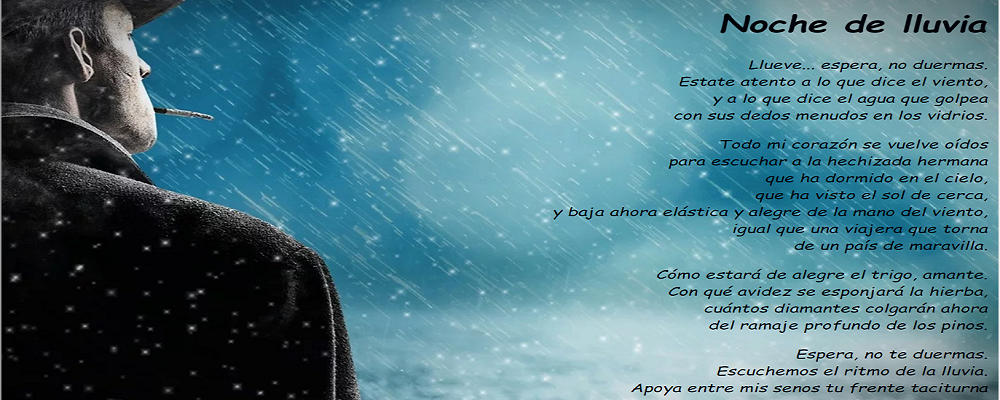 Noche de lluvia
Llueve... espera, no duermas.
Estate atento a lo que dice el viento,
y a lo que dice el agua que golpea
con sus dedos menudos en los vidrios.
Todo mi corazón se vuelve oídos
para escuchar a la hechizada hermana
que ha dormido en el cielo,
que ha visto el sol de cerca,
y baja ahora elástica y alegre de la mano del viento,
igual que una viajera que torna
de un país de maravilla.
Cómo estará de alegre el trigo, amante.
Con qué avidez se esponjará la hierba,
cuántos diamantes colgarán ahora
del ramaje profundo de los pinos.
Espera, no te duermas.
Escuchemos el ritmo de la lluvia.
Apoya entre mis senos tu frente taciturna